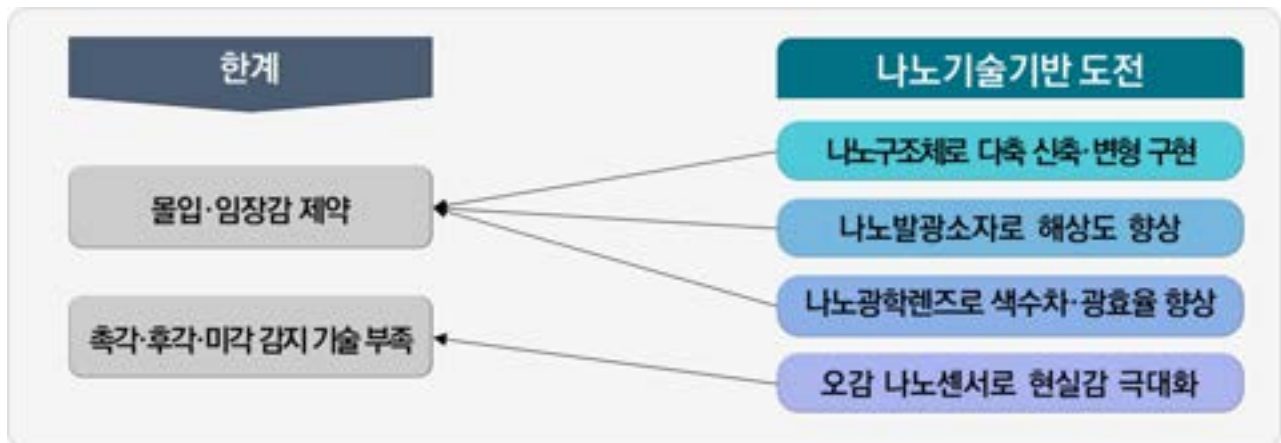 한계
몰입·임장감 제약
촉각·후각·미각 감지 기술 부족
나노기술기반 도전
나노구조체로 다축 신축·변형 구현
나노발광소자로 해상도 향상
나노광학렌즈로 색수차·광효율 향상
오감 나노센서로 현실감 극대화